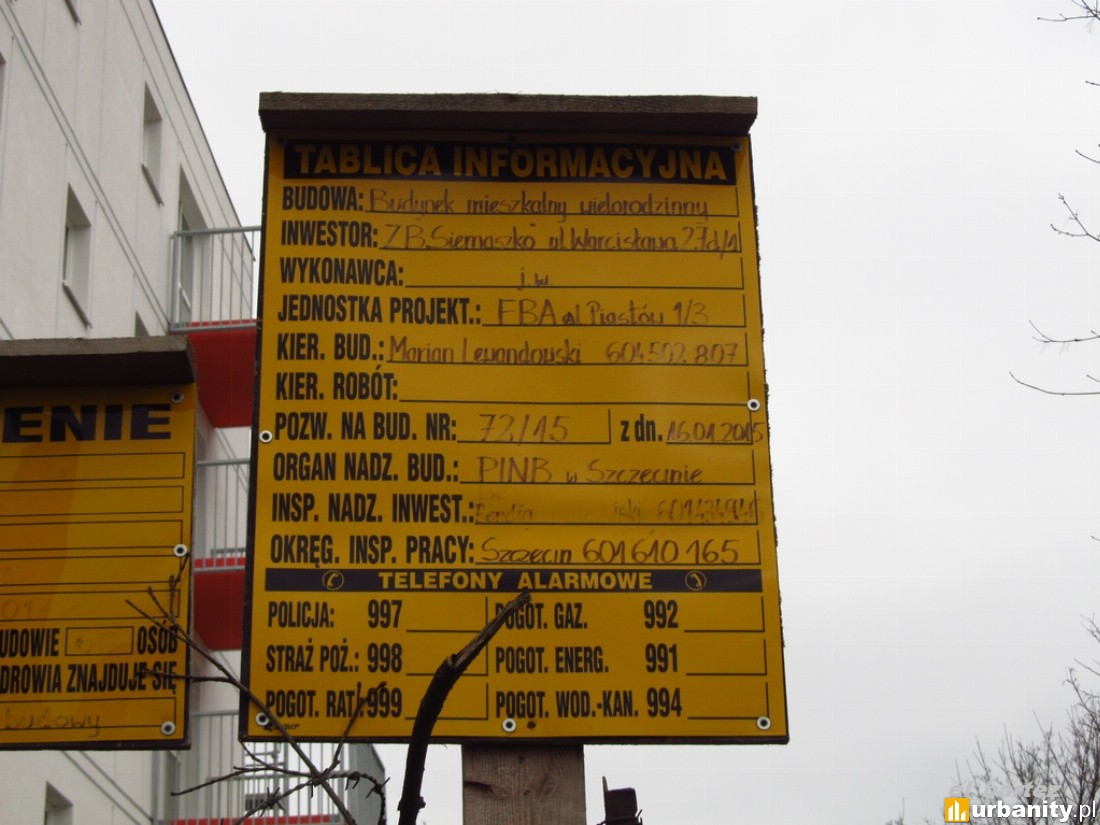 TABLICA INFORMACYJNA
BUDOWA: Budynek mieszkalny wielorodzinny
INWESTOR: Z.B. Siemaszko ul. Warcisława 27d/1
WYKONAWCA: j.w.
JEDNOSTKA PROJEKT.: FBA pl. Piastów 1/3
KIER. BUD.: Marian Lewandowski 604 502 807
KIER. ROBÓT:
POZW. NA BUD. NR: 72/15 z dn. 16.01.2015
ORGAN NADZ. BUD.: PINB w Szczecinie
INSP. NADZ. INWEST.:
OKRĘG. INSP. PRACY: Szczecin 601 610 165
TELEFONY ALARMOWE
POLICJA: 997 POGOT. GAZ. 992
STRAŻ POŻ.: 998 POGOT. ENERG. 991
POGOT. RAT.: 999 POGOT. WOD.-KAN. 994
ENIE
UDOWIE OSÓB
DROWIA ZNAJDUJE SIĘ
budowy
urbanity.pl